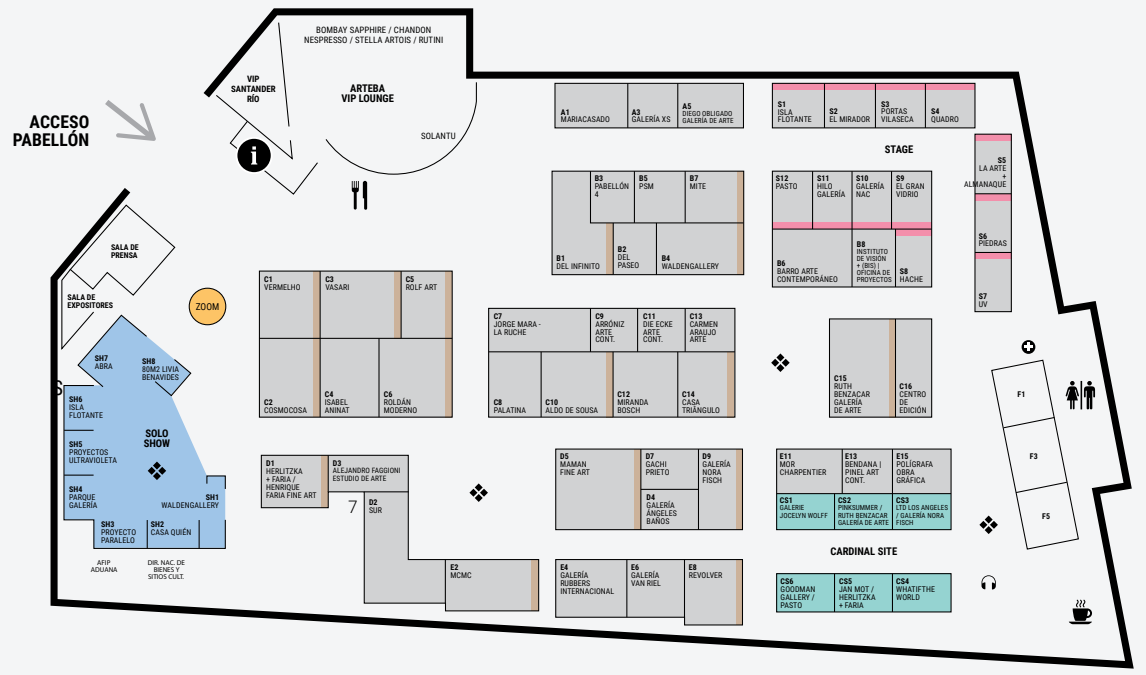 BOMBAY SAPPHIRE / CHANDON
NESPRESSO / STELLA ARTOIS / RUTINI
VIP
SANTANDER
RÍO
ARTEBA
VIP LOUNGE
SOLANTU
ACCESO
PABELLÓN
i
A1
MARIACASADO
A3
GALERÍA XS
A5
DIEGO OBLIGADO
GALERÍA DE ARTE
S1
ISLA
FLOTANTE
S2
EL MIRADOR
S3
PORTAS
VILASECA
S4
QUADRO
STAGE
S5
LA ARTE
+
ALMANAQUE
S6
PIEDRAS
S7
UV
B3
PABELLÓN
4
B5
PSM
B7
MITE
B1
DEL INFINITO
B2
DEL
PASEO
B4
WALDENGALLERY
S12
PASTO
S11
HILO
GALERÍA
S10
GALERÍA
NAC
S9
EL GRAN
VIDRIO
B6
BARRO ARTE
CONTEMPORÁNEO
B8
INSTITUTO
DE VISIÓN
+ (BIS) |
OFICINA DE
PROYECTOS
S8
HACHE
SALA DE
PRENSA
SALA DE
EXPOSITORES
ZOOM
C1
VERMELHO
C3
VASARI
C5
ROLF ART
C2
COSMOCOSA
C4
ISABEL
ANINAT
C6
ROLDÁN
MODERNO
C7
JORGE MARA -
LA RUCHE
C9
ARRÓNIZ
ARTE
CONT.
C11
DIE ECKE
ARTE
CONT.
C13
CARMEN
ARAUJO
ARTE
C8
PALATINA
C10
ALDO DE SOUSA
C12
MIRANDA
BOSCH
C14
CASA
TRIÂNGULO
C15
RUTH
BENZACAR
GALERÍA
DE ARTE
C16
CENTRO
DE
EDICIÓN
F1
F3
F5
SH7
ABRA
SH8
80M2 LIVIA
BENAVIDES
S
SH6
ISLA
FLOTANTE
SH5
PROYECTOS
ULTRAVIOLETA
SOLO
SHOW
SH4
PARQUE
GALERÍA
SH1
WALDENGALLERY
SH3
PROYECTO
PARALELO
SH2
CASA QUIÉN
AFIP
ADUANA
DIR. NAC. DE
BIENES Y
SITIOS CULT.
D1
HERLITZKA
+ FARIA /
HENRIQUE
FARIA FINE ART
D3
ALEJANDRO FAGGIONI
ESTUDIO DE ARTE
7
D2
SUR
D5
MAMAN
FINE ART
D7
GACHI
PRIETO
D9
GALERÍA
NORA
FISCH
D4
GALERÍA
ÁNGELES
BAÑOS
E2
MCMC
E4
GALERÍA
RUBBERS
INTERNACIONAL
E6
GALERÍA
VAN RIEL
E8
REVOLVER
E11
MOR
CHARPENTIER
E13
BENDANA |
PINEL ART
CONT.
E15
POLÍGRAFA
OBRA
GRÁFICA
CS1
GALERIE
JOCELYN WOLFF
CS2
PINKSUMMER /
RUTH BENZACAR
GALERÍA DE ARTE
CS3
LTD LOS ANGELES
/ GALERÍA NORA
FISCH
CARDINAL SITE
CS6
GOODMAN
GALLERY /
PASTO
CS5
JAN MOT /
HERLITZKA
+ FARIA
CS4
WHATIFTHE
WORLD